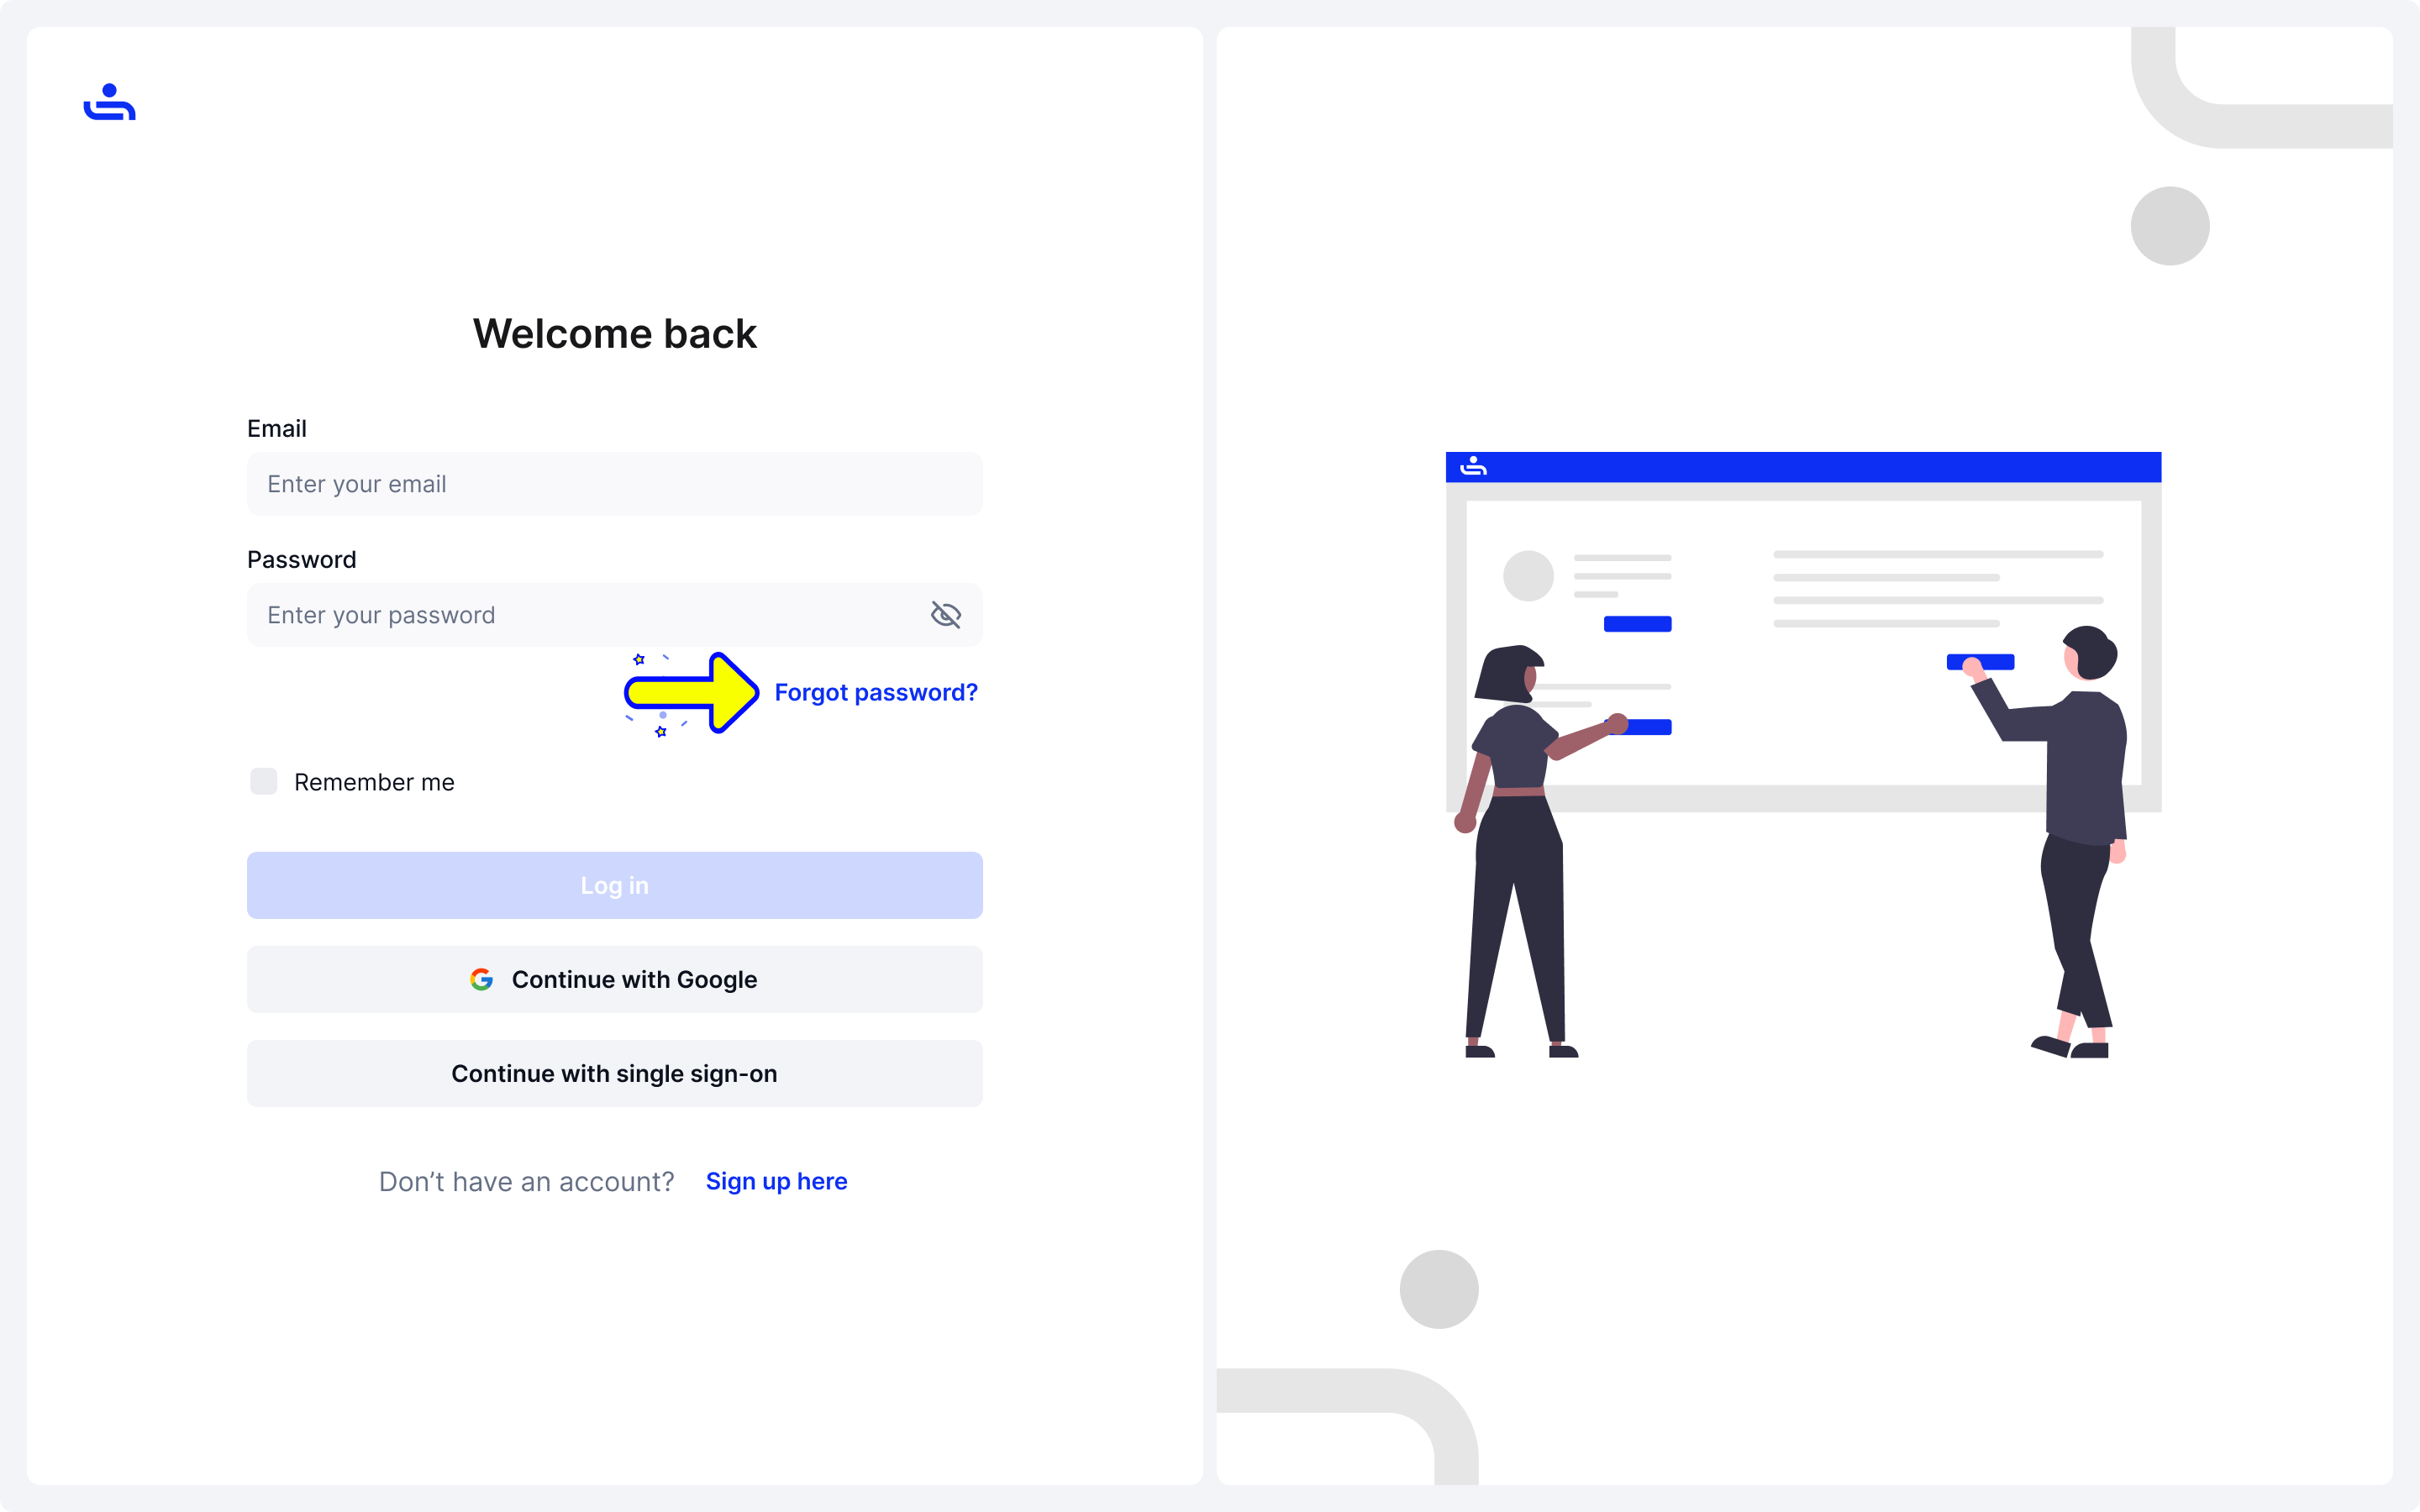 Welcome back
Email
Enter your email
Password
Enter your password
Forgot password?
Remember me
Log in
Continue with Google
Continue with single sign-on
Don’t have an account? Sign up here